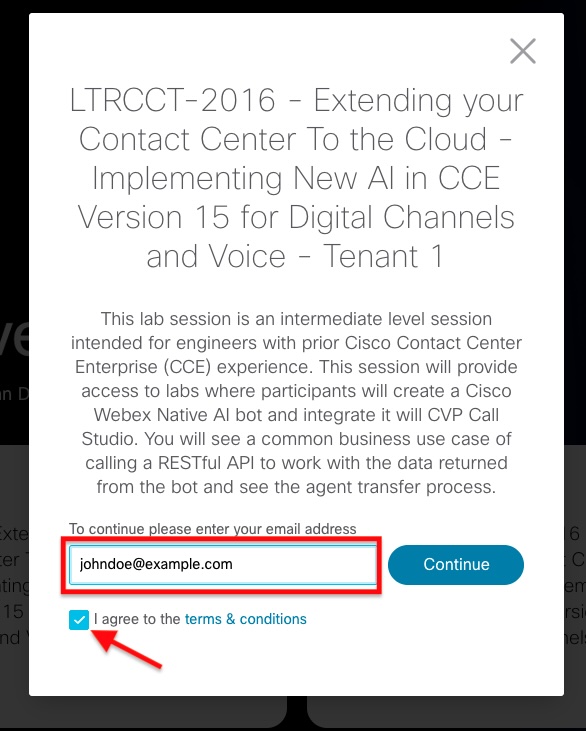 LTRCCT-2016 - Extending your
Contact Center To the Cloud -
Implementing New AI in CCE
Version 15 for Digital Channels
and Voice - Tenant 1
This lab session is an intermediate level session
intended for engineers with prior Cisco Contact Center
Enterprise (CCE) experience. This session will provide
access to labs where participants will create a Cisco
Webex Native AI bot and integrate it will CVP Call
Studio. You will see a common business use case of
calling a RESTful API to work with the data returned
from the bot and see the agent transfer process.
To continue please enter your email address
johndoe@example.com
Continue
I agree to the terms & conditions